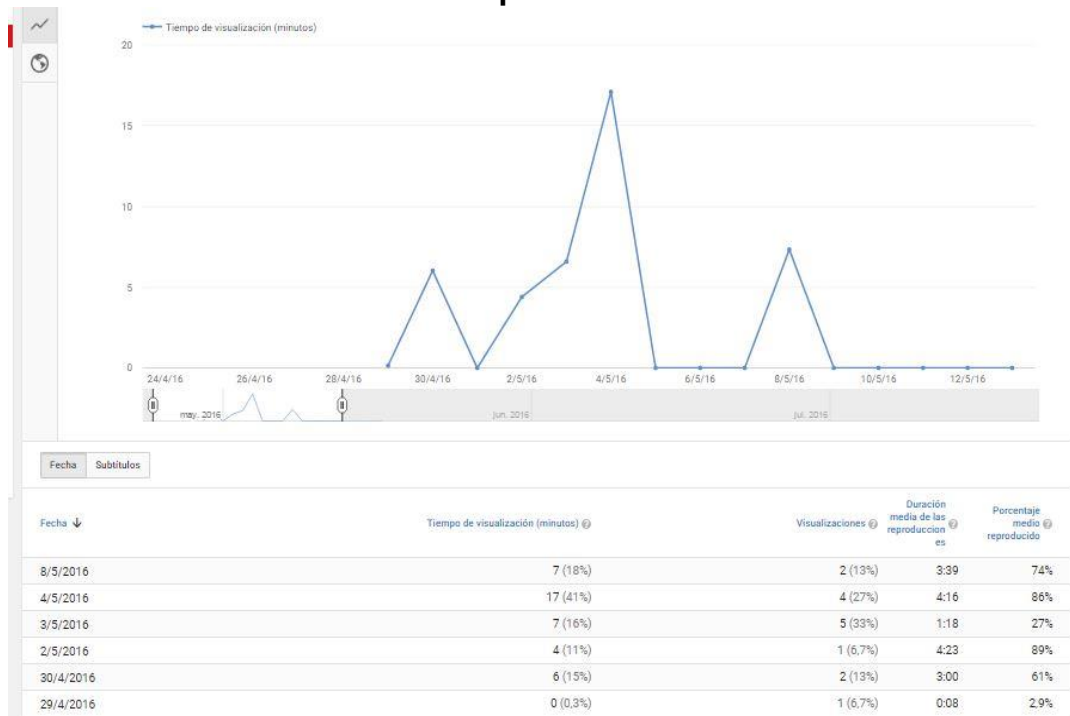 Tiempo de visualización (minutos)
20
15
10
5
0
24/4/16 26/4/16 28/4/16 30/4/16 2/5/16 4/5/16 6/5/16 8/5/16 10/5/16 12/5/16
may. 2016 jun. 2016 jul. 2016
Fecha Subtítulos
Fecha Tiempo de visualización (minutos) Visualizaciones Duración media de las reproduccion es Porcentaje medio reproducido
8/5/2016 7 (18%) 2 (13%) 3:39 74%
4/5/2016 17 (41%) 4 (27%) 4:16 86%
3/5/2016 7 (16%) 5 (33%) 1:18 27%
2/5/2016 4 (11%) 1 (6,7%) 4:23 89%
30/4/2016 6 (15%) 2 (13%) 3:00 61%
29/4/2016 0 (0,3%) 1 (6,7%) 0:08 2,9%